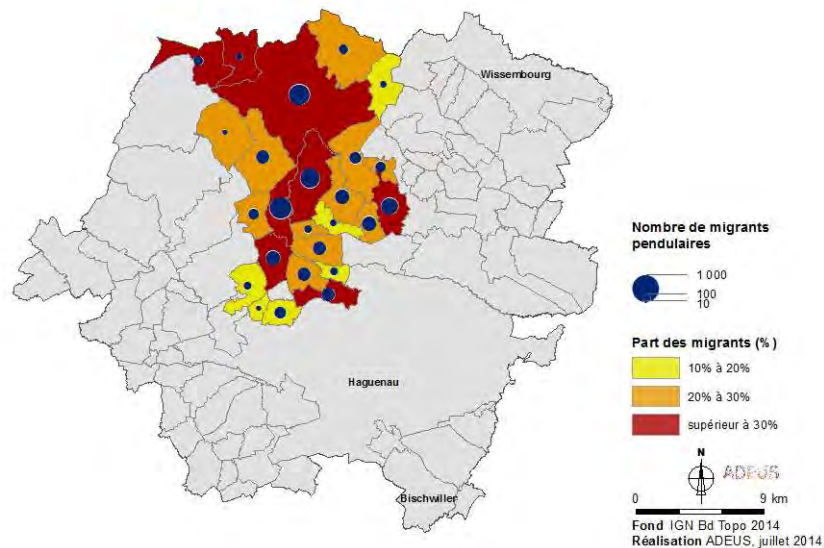 Wissembourg
Haguenau
Bischwiller
Nombre de migrants
pendulaires
1 000
100
10
Part des migrants (%)
10% à 20%
20% à 30%
supérieur à 30%
N
ADEUS
0 9 km
Fond IGN Bd Topo 2014
Réalisation ADEUS, juillet 2014